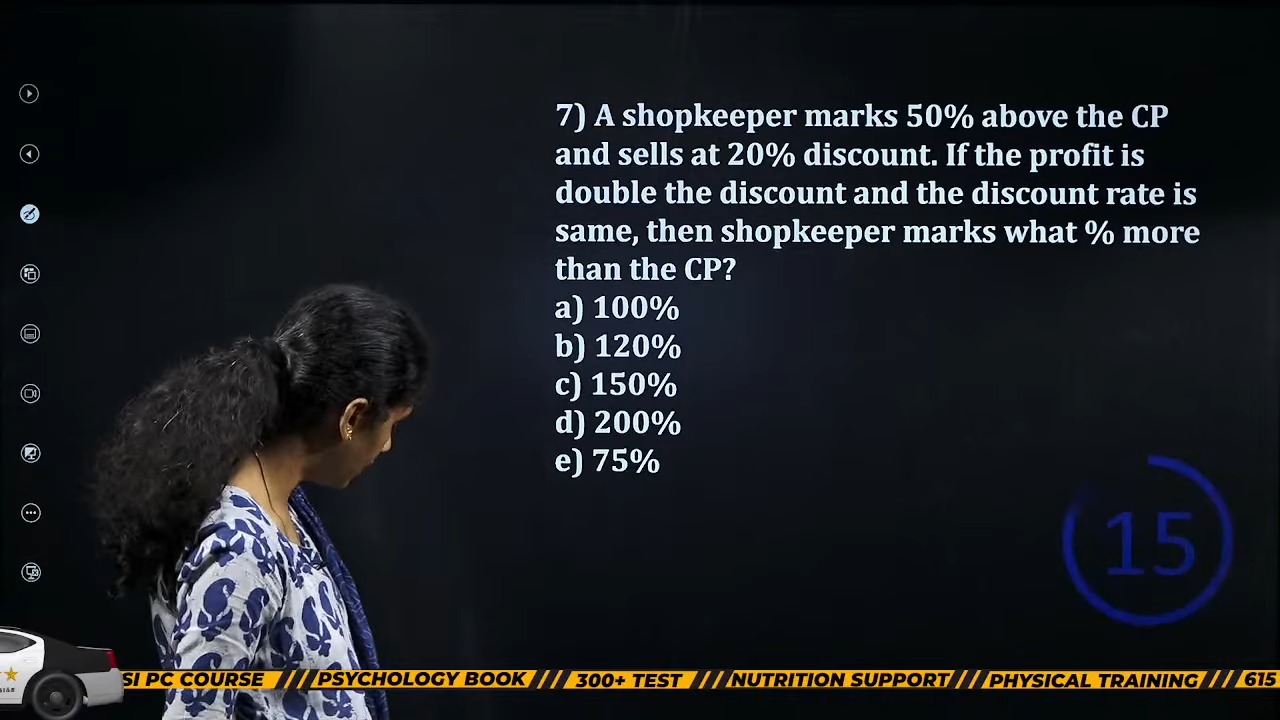 7) A shopkeeper marks 50% above the CP
and sells at 20% discount. If the profit is
double the discount and the discount rate is
same, then shopkeeper marks what % more
than the CP?
a) 100%
b) 120%
c) 150%
d) 200%
e) 75%
15
SI PC COURSE /// PSYCHOLOGY BOOK /// 300+ TEST /// NUTRITION SUPPORT /// PHYSICAL TRAINING /// 615